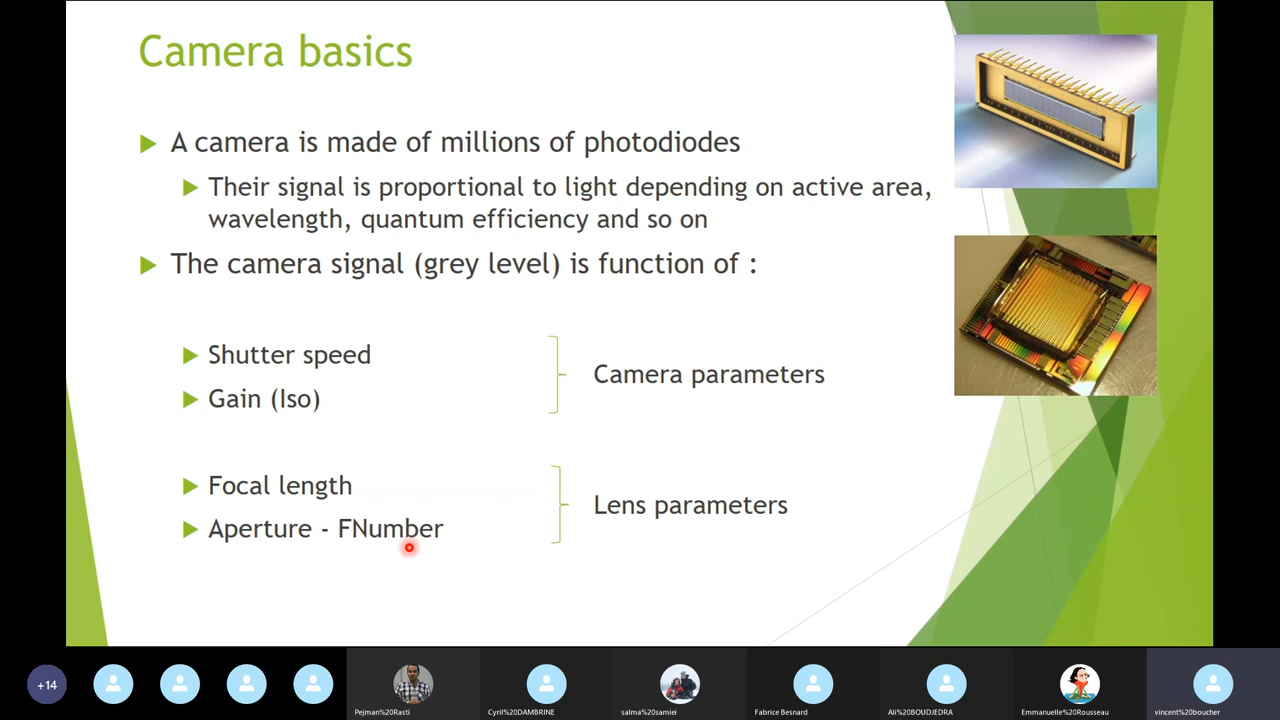 Camera basics
A camera is made of millions of photodiodes
Their signal is proportional to light depending on active area,
wavelength, quantum efficiency and so on
The camera signal (grey level) is function of :
Shutter speed
Gain (Iso)
Camera parameters
Focal length
Aperture - FNumber
Lens parameters
+14
Pejman%20Rasti
Cyril%20DAMBRINE
salma%20samiei
Fabrice Besnard
Ali%20BOUDJEDRA
Emmanuelle%20Rousseau
vincent%20boucher